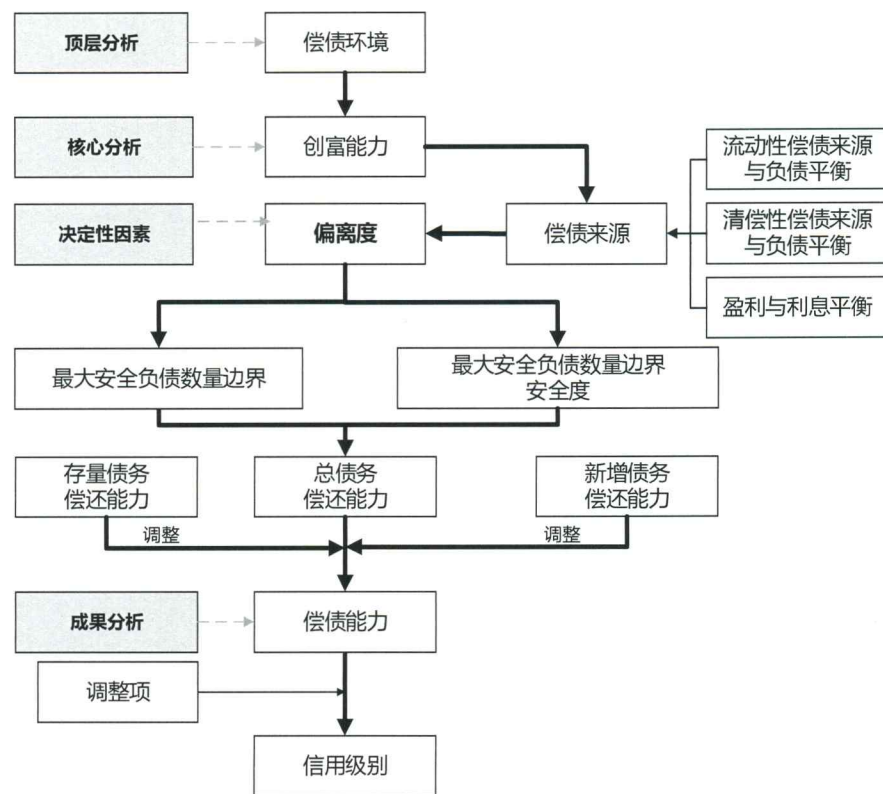 顶层分析
偿债环境
核心分析
创富能力
流动性偿债来源
与负债平衡
决定性因素
偏离度
偿债来源
清偿性偿债来源
与负债平衡
盈利与利息平衡
最大安全负债数量边界
最大安全负债数量边界
安全度
存量债务
偿还能力
总债务
偿还能力
新增债务
偿还能力
调整
调整
成果分析
偿债能力
调整项
信用级别